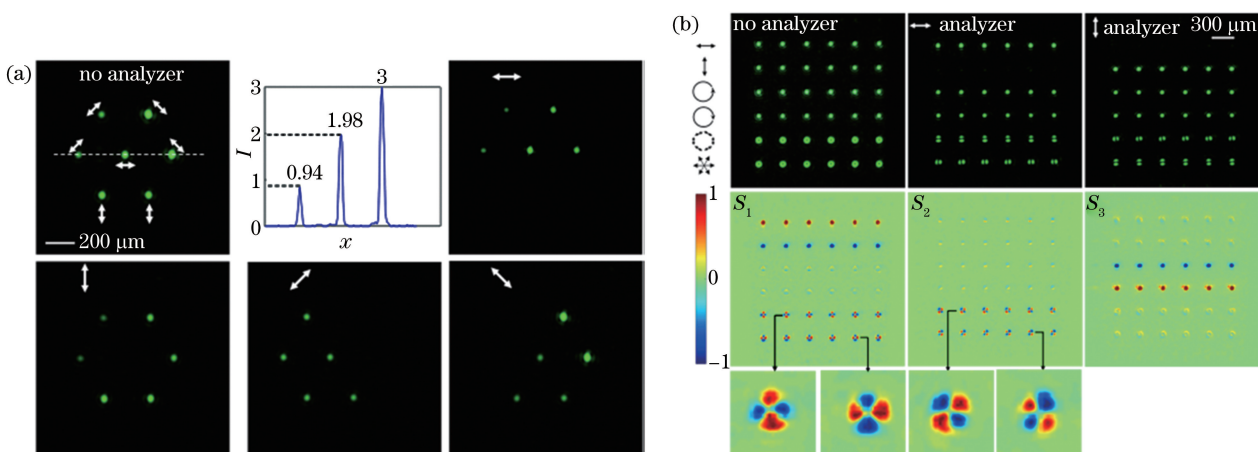 (a)
no analyzer
200 μm
3
2
1
0
I
x
0.94
1.98
3
(b)
no analyzer
analyzer
analyzer
300 μm
1
0
−1
S1
S2
S3